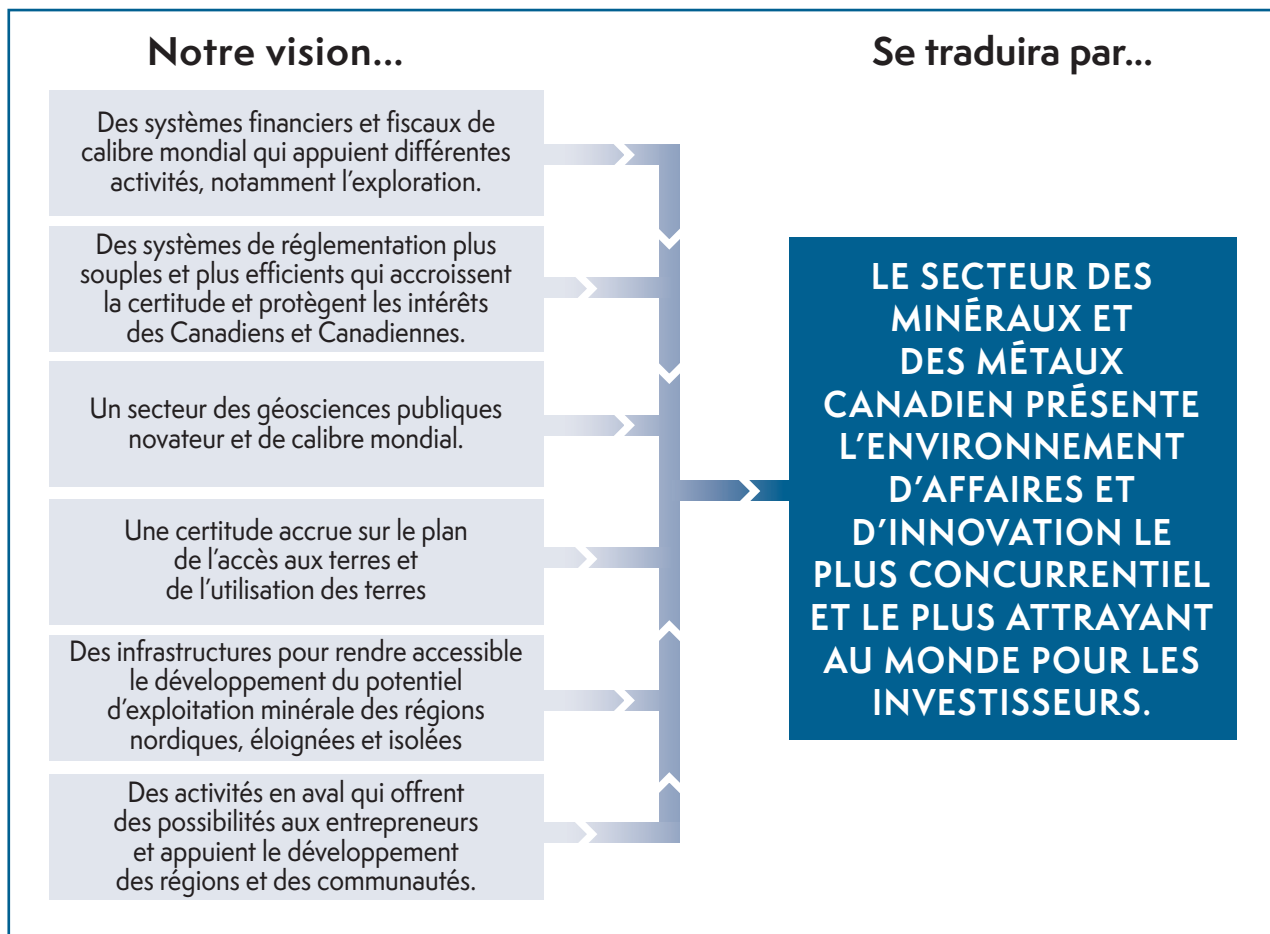 Notre vision...
Se traduira par...
Des systèmes financiers et fiscaux de
calibre mondial qui appuient différentes
activités, notamment l'exploration.
Des systèmes de réglementation plus
souples et plus efficients qui accroissent
la certitude et protègent les intérêts
des Canadiens et Canadiennes.
Un secteur des géosciences publiques
novateur et de calibre mondial.
Une certitude accrue sur le plan
de l'accès aux terres et
de l'utilisation des terres
Des infrastructures pour rendre accessible
le développement du potentiel
d'exploitation minérale des régions
nordiques, éloignées et isolées
Des activités en aval qui offrent
des possibilités aux entrepreneurs
et appuient le développement
des régions et des communautés.
LE SECTEUR DES
MINÉRAUX ET
DES MÉTAUX
CANADIEN PRÉSENTE
L'ENVIRONNEMENT
D'AFFAIRES ET
D'INNOVATION LE
PLUS CONCURRENTIEL
ET LE PLUS ATTRAYANT
AU MONDE POUR LES
INVESTISSEURS.